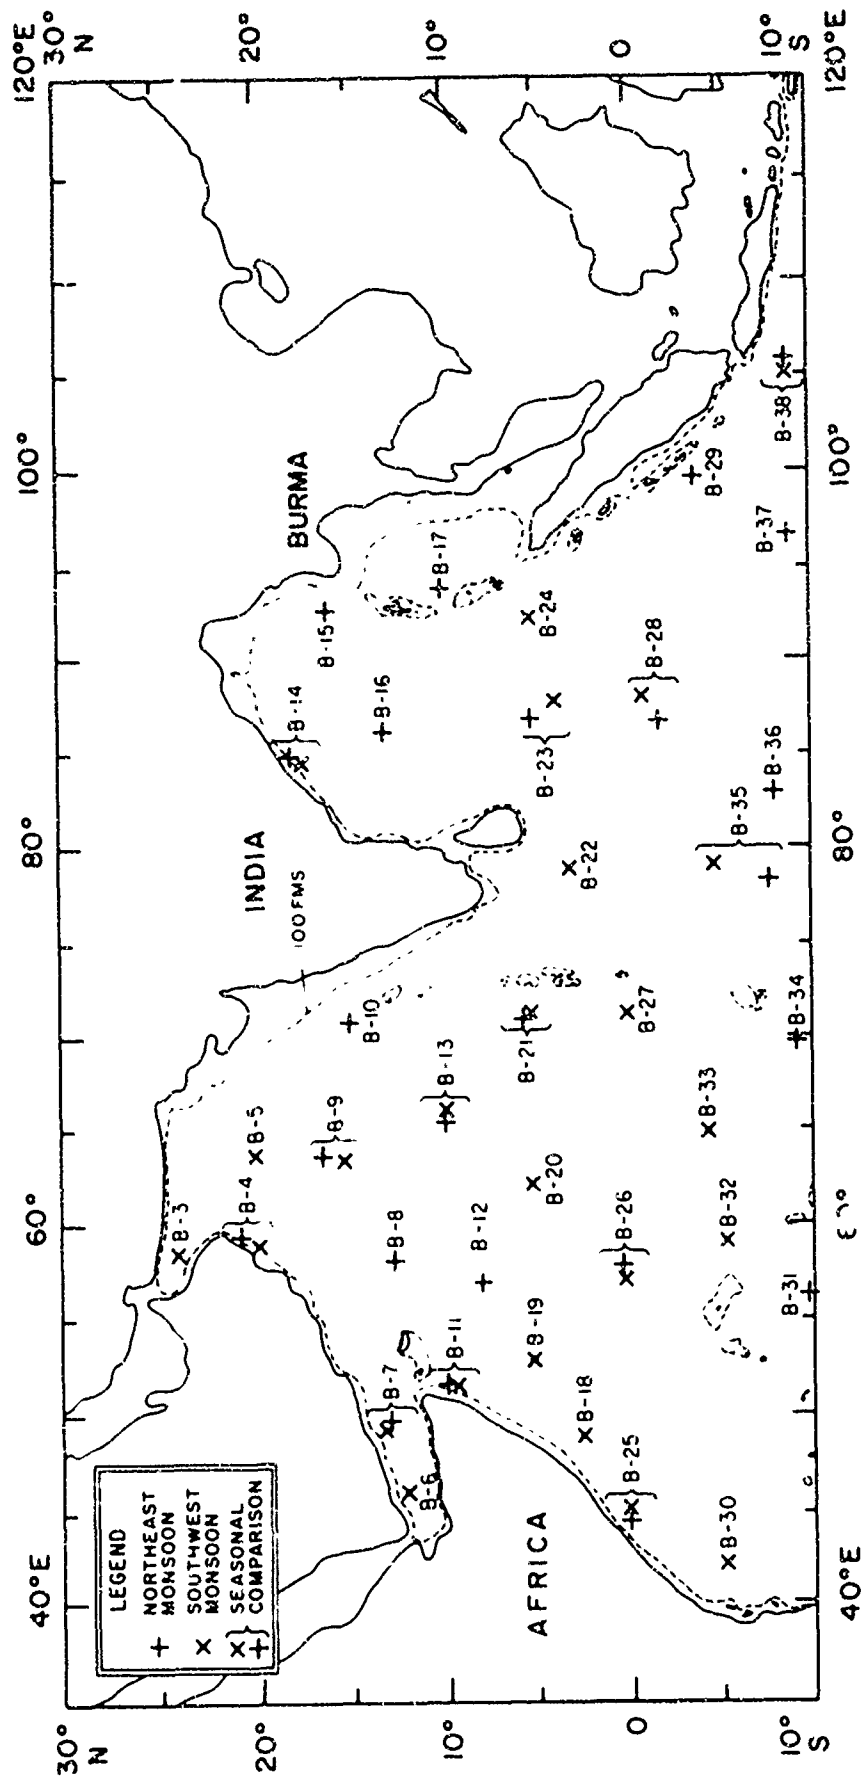 120°E
100°
80°
60°
40°E
30°
N
20°
10°
0
10°
S
30°
N
20°
10°
0
10°
S
120°E
100°
80°
40°E
LEGEND
+ NORTHEAST
MONSOON
x SOUTHWEST
MONSOON
x SEASONAL
+ COMPARISON
AFRICA
INDIA
BURMA
100 FMS
B-3
B-4
B-5
B-6
B-7
B-8
B-9
B-10
B-11
B-12
B-13
B-14
B-15
B-16
B-17
B-18
B-19
B-20
B-21
B-22
B-23
B-24
B-25
B-26
B-27
B-28
B-29
B-30
B-31
B-32
B-33
B-34
B-35
B-36
B-37
B-38